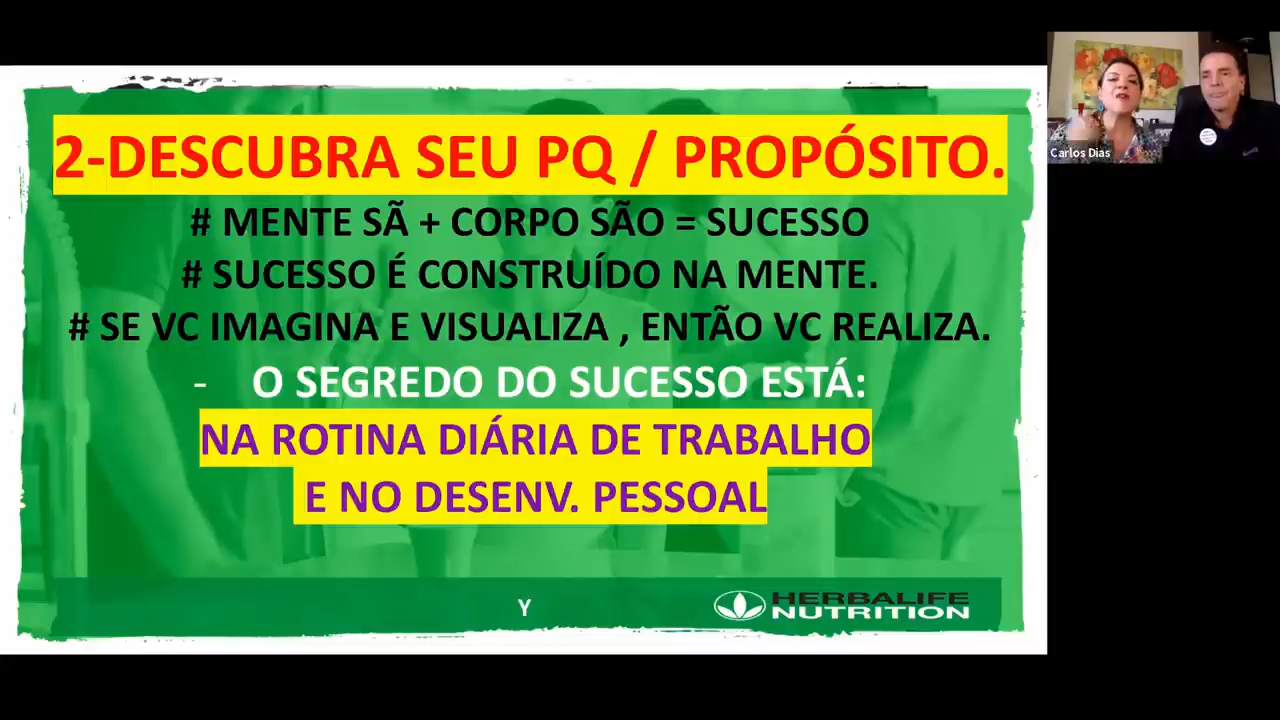 2-DESCUBRA SEU PQ / PROPÓSITO.
# MENTE SÃ + CORPO SÃO = SUCESSO
# SUCESSO É CONSTRUÍDO NA MENTE.
# SE VC IMAGINA E VISUALIZA , ENTÃO VC REALIZA.
- O SEGREDO DO SUCESSO ESTÁ:
NA ROTINA DIÁRIA DE TRABALHO
E NO DESENV. PESSOAL
Y
HERBALIFE
NUTRITION
Carlos Dias